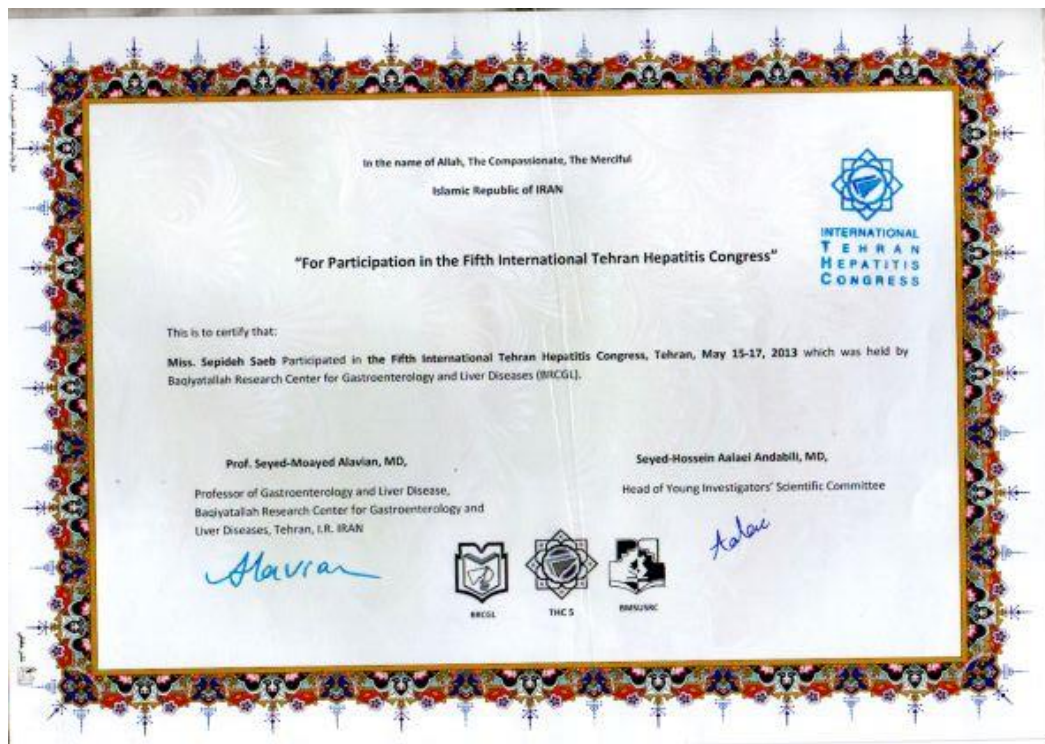 In the name of Allah, The Compassionate, The Merciful
Islamic Republic of IRAN
INTERNATIONAL
TEHRAN
HEPATITIS
CONGRESS
"For Participation in the Fifth International Tehran Hepatitis Congress"
This is to certify that:
Miss. Sepideh Saeb Participated in the Fifth International Tehran Hepatitis Congress, Tehran, May 15-17, 2013 which was held by
Baqiyatallah Research Center for Gastroenterology and Liver Diseases (BRCGL).
Prof. Seyed-Moayed Alavian, MD,
Professor of Gastroenterology and Liver Disease,
Baqiyatallah Research Center for Gastroenterology and
Liver Diseases, Tehran, I.R. IRAN
Alavian
Seyed-Hossein Aalaei Andabili, MD,
Head of Young Investigators' Scientific Committee
Aalaei
BRCGL
THC 5
BMSUSRC